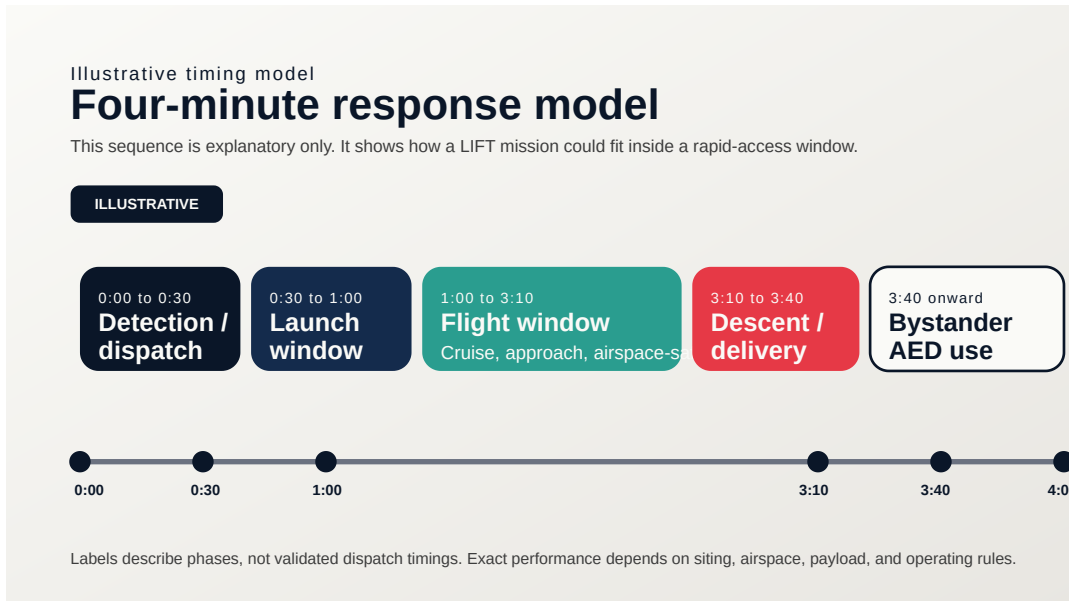 Illustrative timing model
Four-minute response model
This sequence is explanatory only. It shows how a LIFT mission could fit inside a rapid-access window.
ILLUSTRATIVE
0:00 to 0:30
Detection /
dispatch
0:30 to 1:00
Launch
window
1:00 to 3:10
Flight window
Cruise, approach,
3:10 to 3:40
Descent /
delivery
3:40 onward
Bystander
AED use
0:00
0:30
1:00
3:10
3:40
Labels describe phases, not validated dispatch timings. Exact performance depends on siting, airspace, payload, and operating rules.